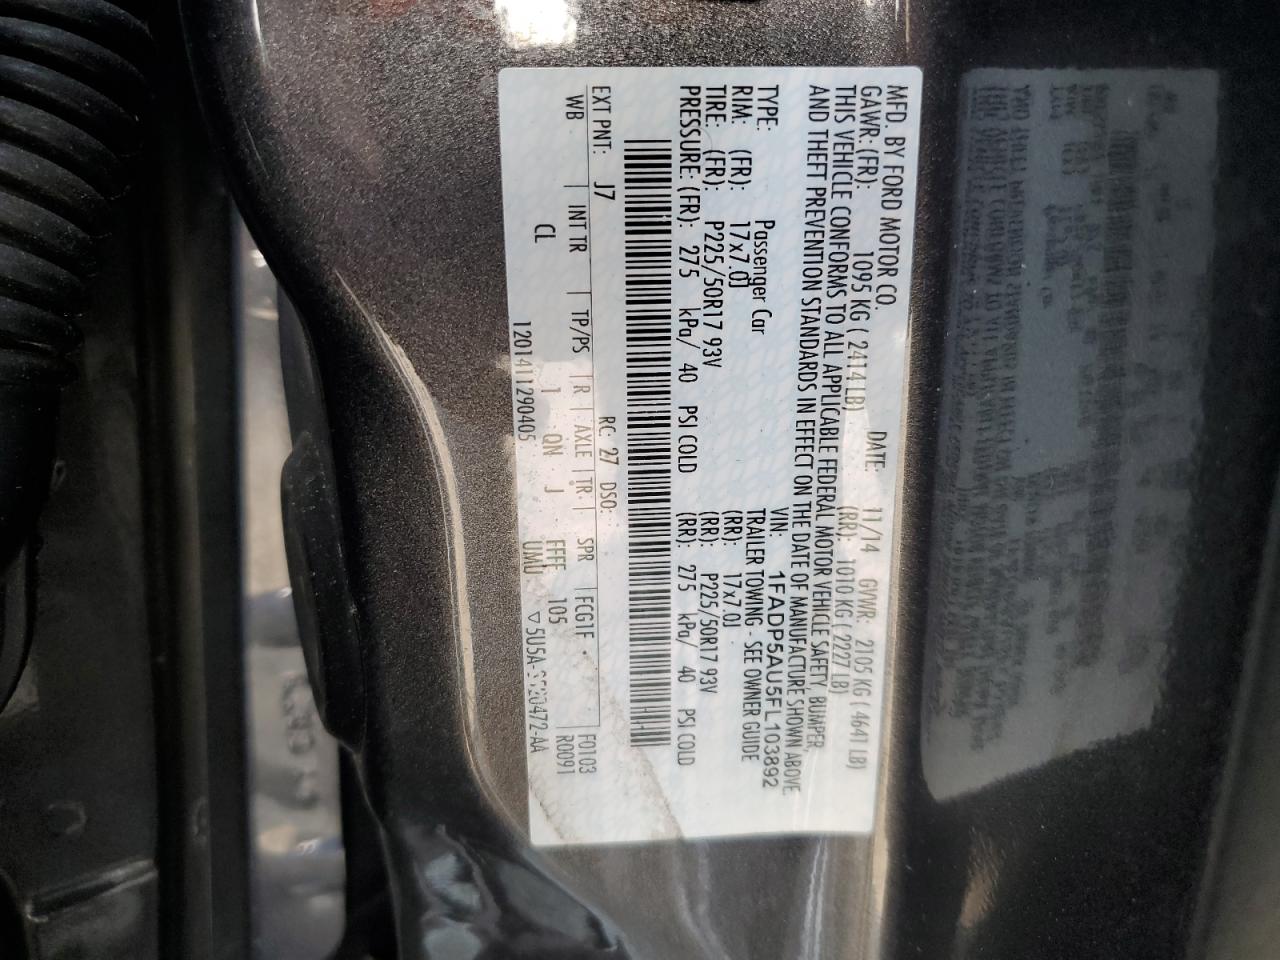 MFD. BY FORD MOTOR CO.
DATE: 11/14 GVWR: 2105 KG ( 4641 LB)
GAWR: (FR): 1095 KG ( 2414 LB) (RR): 1010 KG ( 2227 LB)
THIS VEHICLE CONFORMS TO ALL APPLICABLE FEDERAL MOTOR VEHICLE SAFETY, BUMPER,
AND THEFT PREVENTION STANDARDS IN EFFECT ON THE DATE OF MANUFACTURE SHOWN ABOVE
VIN: 1FADP5AU5FL103892
TYPE: Passenger Car TRAILER TOWING - SEE OWNER GUIDE
RIM: (FR): 17x7.0J (RR): 17x7.0J
TIRE: (FR): P225/50R17 93V (RR): P225/50R17 93V
PRESSURE: (FR): 275 kPa/ 40 PSI COLD (RR): 275 kPa/ 40 PSI COLD
EXT PNT: J7 RC: 27 DSO:
WB INT TR TP/PS R AXLE TR SPR FCG1F F0103
CL 1 QN J FFFF 105 R0091
120141129 0405 UMU 5U5A-